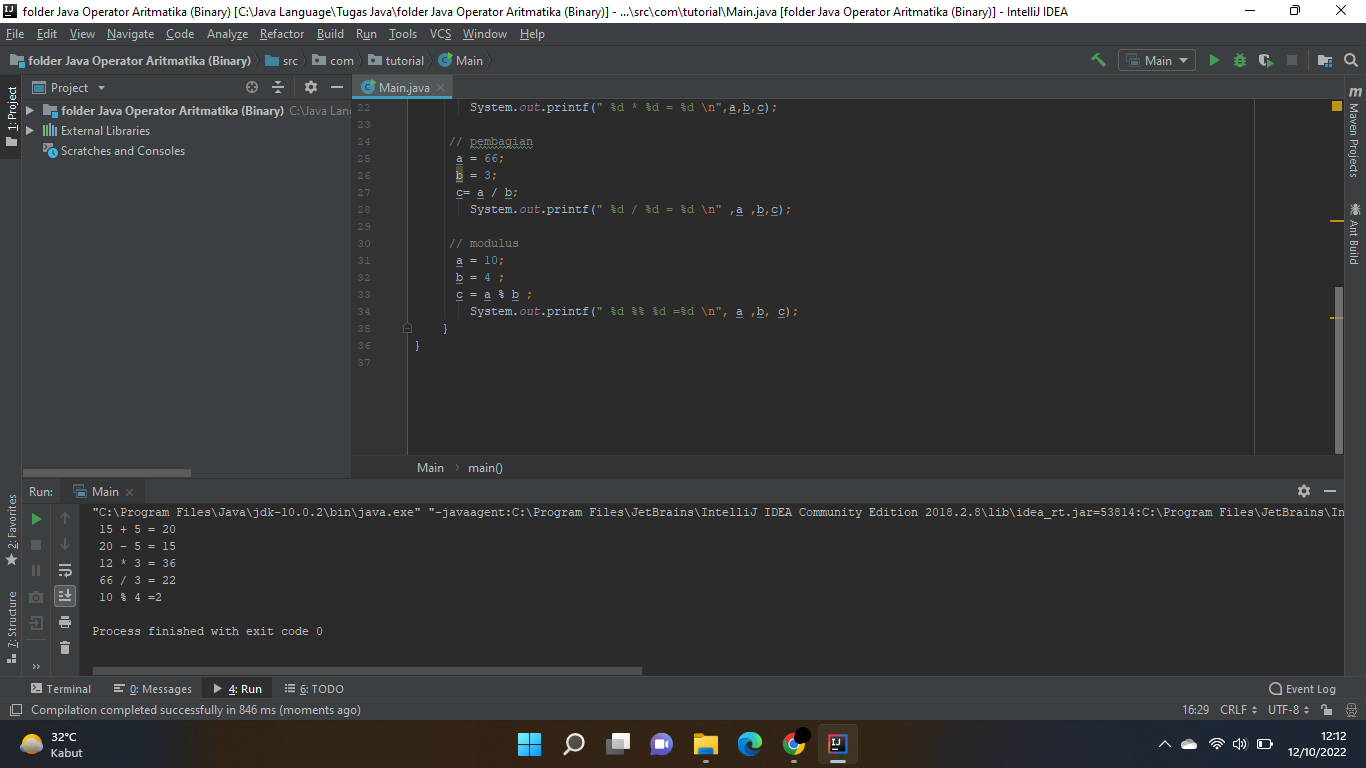 folder Java Operator Aritmatika (Binary) [C:\Java Language\Tugas Java\folder Java Operator Aritmatika (Binary)] - ...\src\com\tutorial\Main.java [folder Java Operator Aritmatika (Binary)] - IntelliJ IDEA
File Edit View Navigate Code Analyze Refactor Build Run Tools VCS Window Help
folder Java Operator Aritmatika (Binary) src com tutorial Main Main
1: Project
Project
folder Java Operator Aritmatika (Binary) C:\Java Lan
External Libraries
Scratches and Consoles
Main.java
22 System.out.printf(" %d * %d = %d \n",a,b,c);
23
24 // pembagian
25 a = 66;
26 b = 3;
27 c= a / b;
28 System.out.printf(" %d / %d = %d \n" ,a ,b,c);
29
30 // modulus
31 a = 10;
32 b = 4 ;
33 c = a % b ;
34 System.out.printf(" %d %% %d =%d \n", a ,b, c);
35 }
36 }
37
Main main()
Maven Projects
Ant Build
2: Favorites
7: Structure
Run: Main
"C:\Program Files\Java\jdk-10.0.2\bin\java.exe" "-javaagent:C:\Program Files\JetBrains\IntelliJ IDEA Community Edition 2018.2.8\lib\idea_rt.jar=53814:C:\Program Files\JetBrains\In
15 + 5 = 20
20 - 5 = 15
12 * 3 = 36
66 / 3 = 22
10 % 4 =2
Process finished with exit code 0
Terminal 0: Messages 4: Run 6: TODO Event Log
Compilation completed successfully in 846 ms (moments ago) 16:29 CRLF UTF-8
32°C
Kabut
12:12
12/10/2022